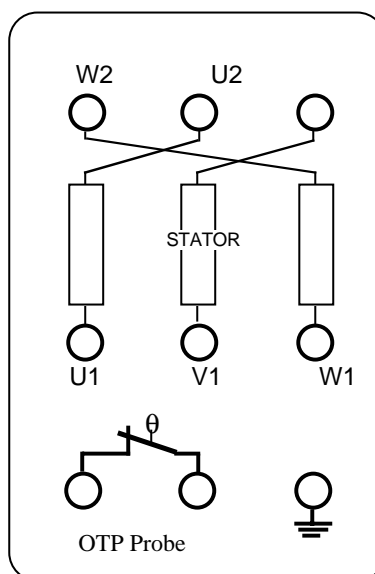 W2 U2
STATOR
U1 V1 W1
θ
OTP Probe